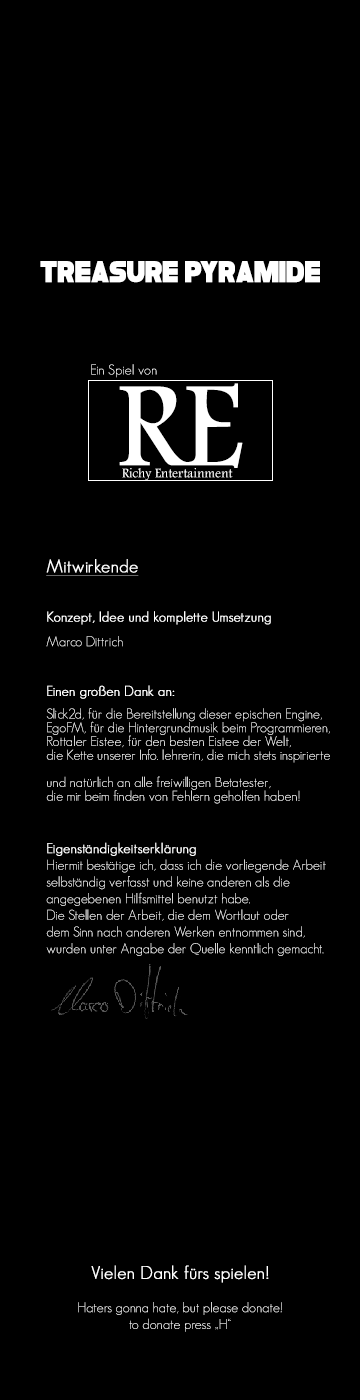 TREASURE PYRAMIDE
Ein Spiel von
RE
Richy Entertainment
Mitwirkende
Konzept, Idee und komplette Umsetzung
Marco Dittrich
Einen großen Dank an:
Slick2d, für die Bereitstellung dieser epischen Engine,
EgoFM, für die Hintergrundmusik beim Programmieren,
Rottaler Eistee, für den besten Eistee der Welt,
die Kette unserer Info. lehrerin, die mich stets inspirierte
und natürlich an alle freiwilligen Betatester,
die mir beim finden von Fehlern geholfen haben!
Eigenständigkeitserklärung
Hiermit bestätige ich, dass ich die vorliegende Arbeit
selbständig verfasst und keine anderen als die
angegebenen Hilfsmittel benutzt habe.
Die Stellen der Arbeit, die dem Wortlaut oder
dem Sinn nach anderen Werken entnommen sind,
wurden unter Angabe der Quelle kenntlich gemacht.
Marco Dittrich
Vielen Dank fürs spielen!
Haters gonna hate, but please donate!
to donate press „H“